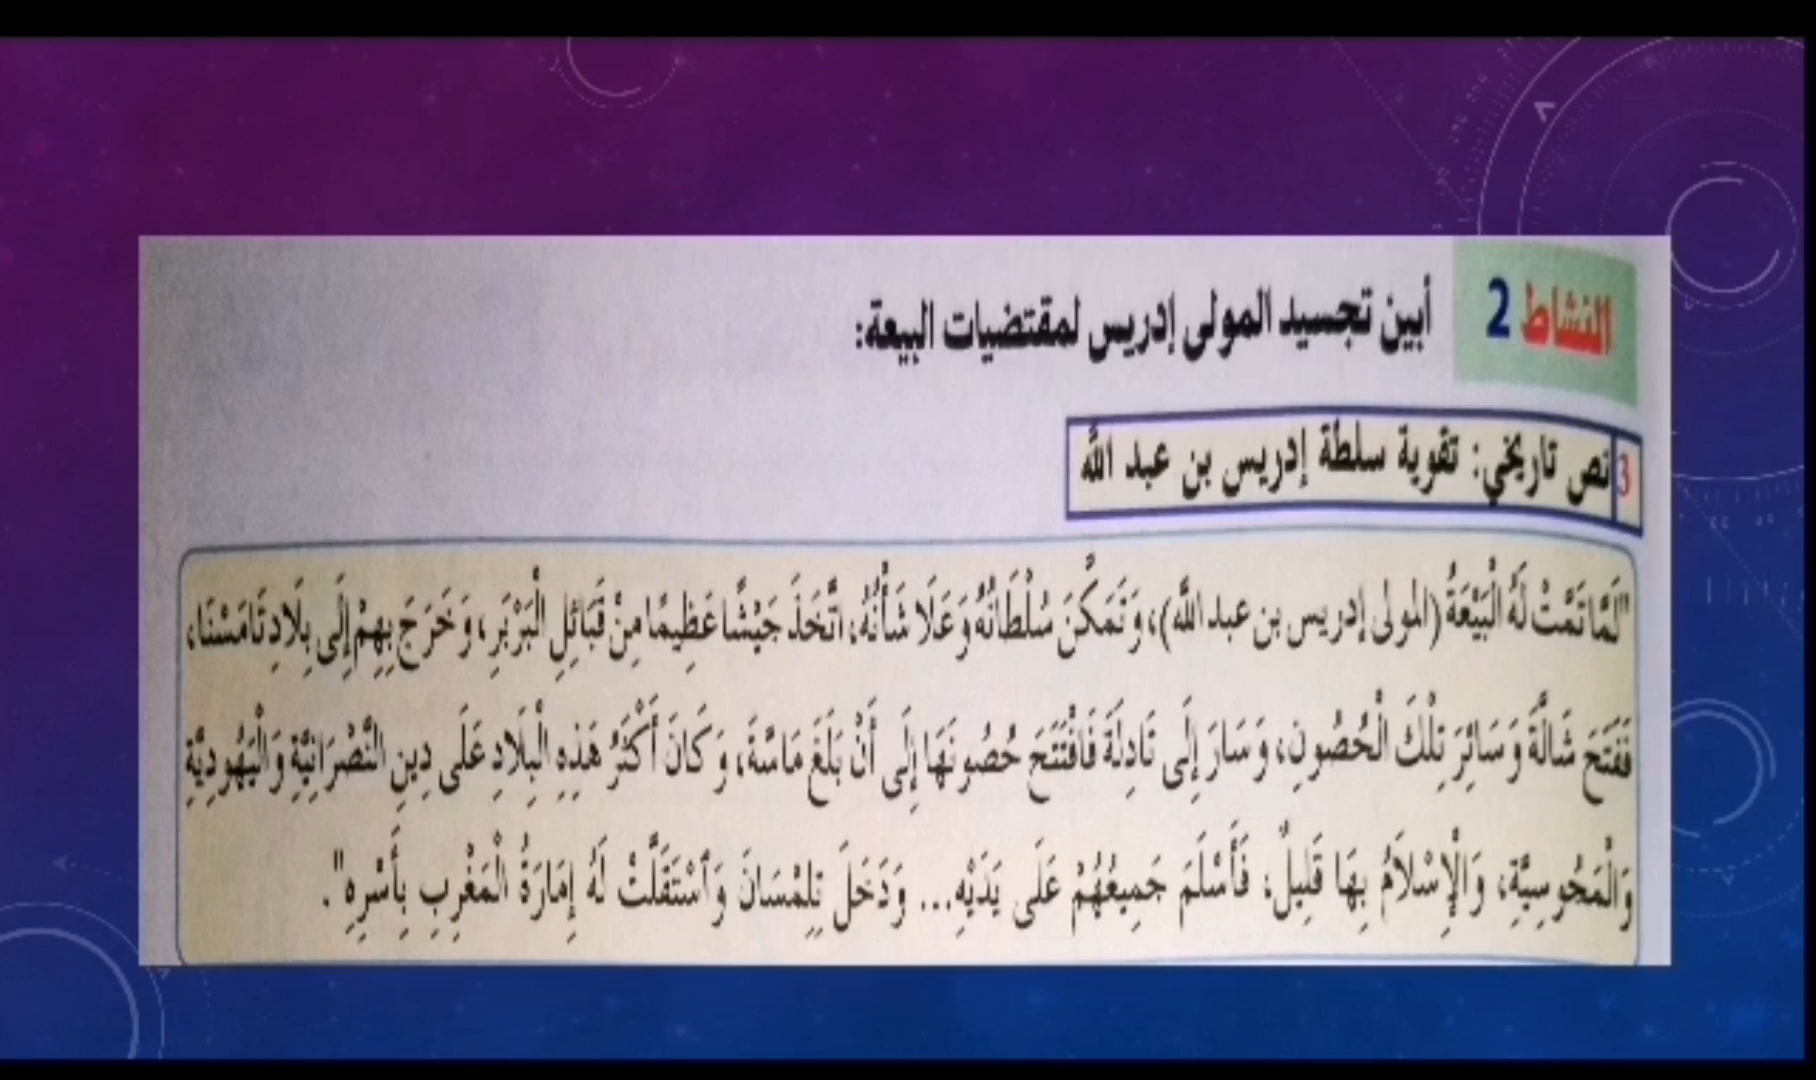 النشاط 2 أبين تجسيد المولى إدريس لمقتضيات البيعة:
3 نص تاريخي: تقوية سلطة إدريس بن عبد الله
"لَمَّا تَمَّتْ لَهُ الْبَيْعَةُ (المولى إدريس بن عبد الله)، وَتَمَكَّنَ سُلْطَانُهُ وَعَلَا شَأْنُهُ، اتَّخَذَ جَيْشًا عَظِيمًا مِنْ قَبَائِلِ الْبَرْبَرِ، وَخَرَجَ بِهِمْ إِلَى بِلَادِ تَامَسْنَا،
فَفَتَحَ شَالَّةَ وَسَائِرَ تِلْكَ الْحُصُونِ، وَسَارَ إِلَى تَادِلَةَ فَافْتَتَحَ حُصُونَهَا إِلَى أَنْ بَلَغَ مَاسَّةَ، وَكَانَ أَكْثَرُ هَذِهِ الْبِلَادِ عَلَى دِينِ النَّصْرَانِيَّةِ وَالْيَهُودِيَّةِ
وَالْمَجُوسِيَّةِ، وَالْإِسْلَامُ بِهَا قَلِيلٌ، فَأَسْلَمَ جَمِيعُهُمْ عَلَى يَدَيْهِ... وَدَخَلَ تِلِمْسَانَ وَاسْتَقَلَّتْ لَهُ إِمَارَةُ الْمَغْرِبِ بِأَسْرِهِ".